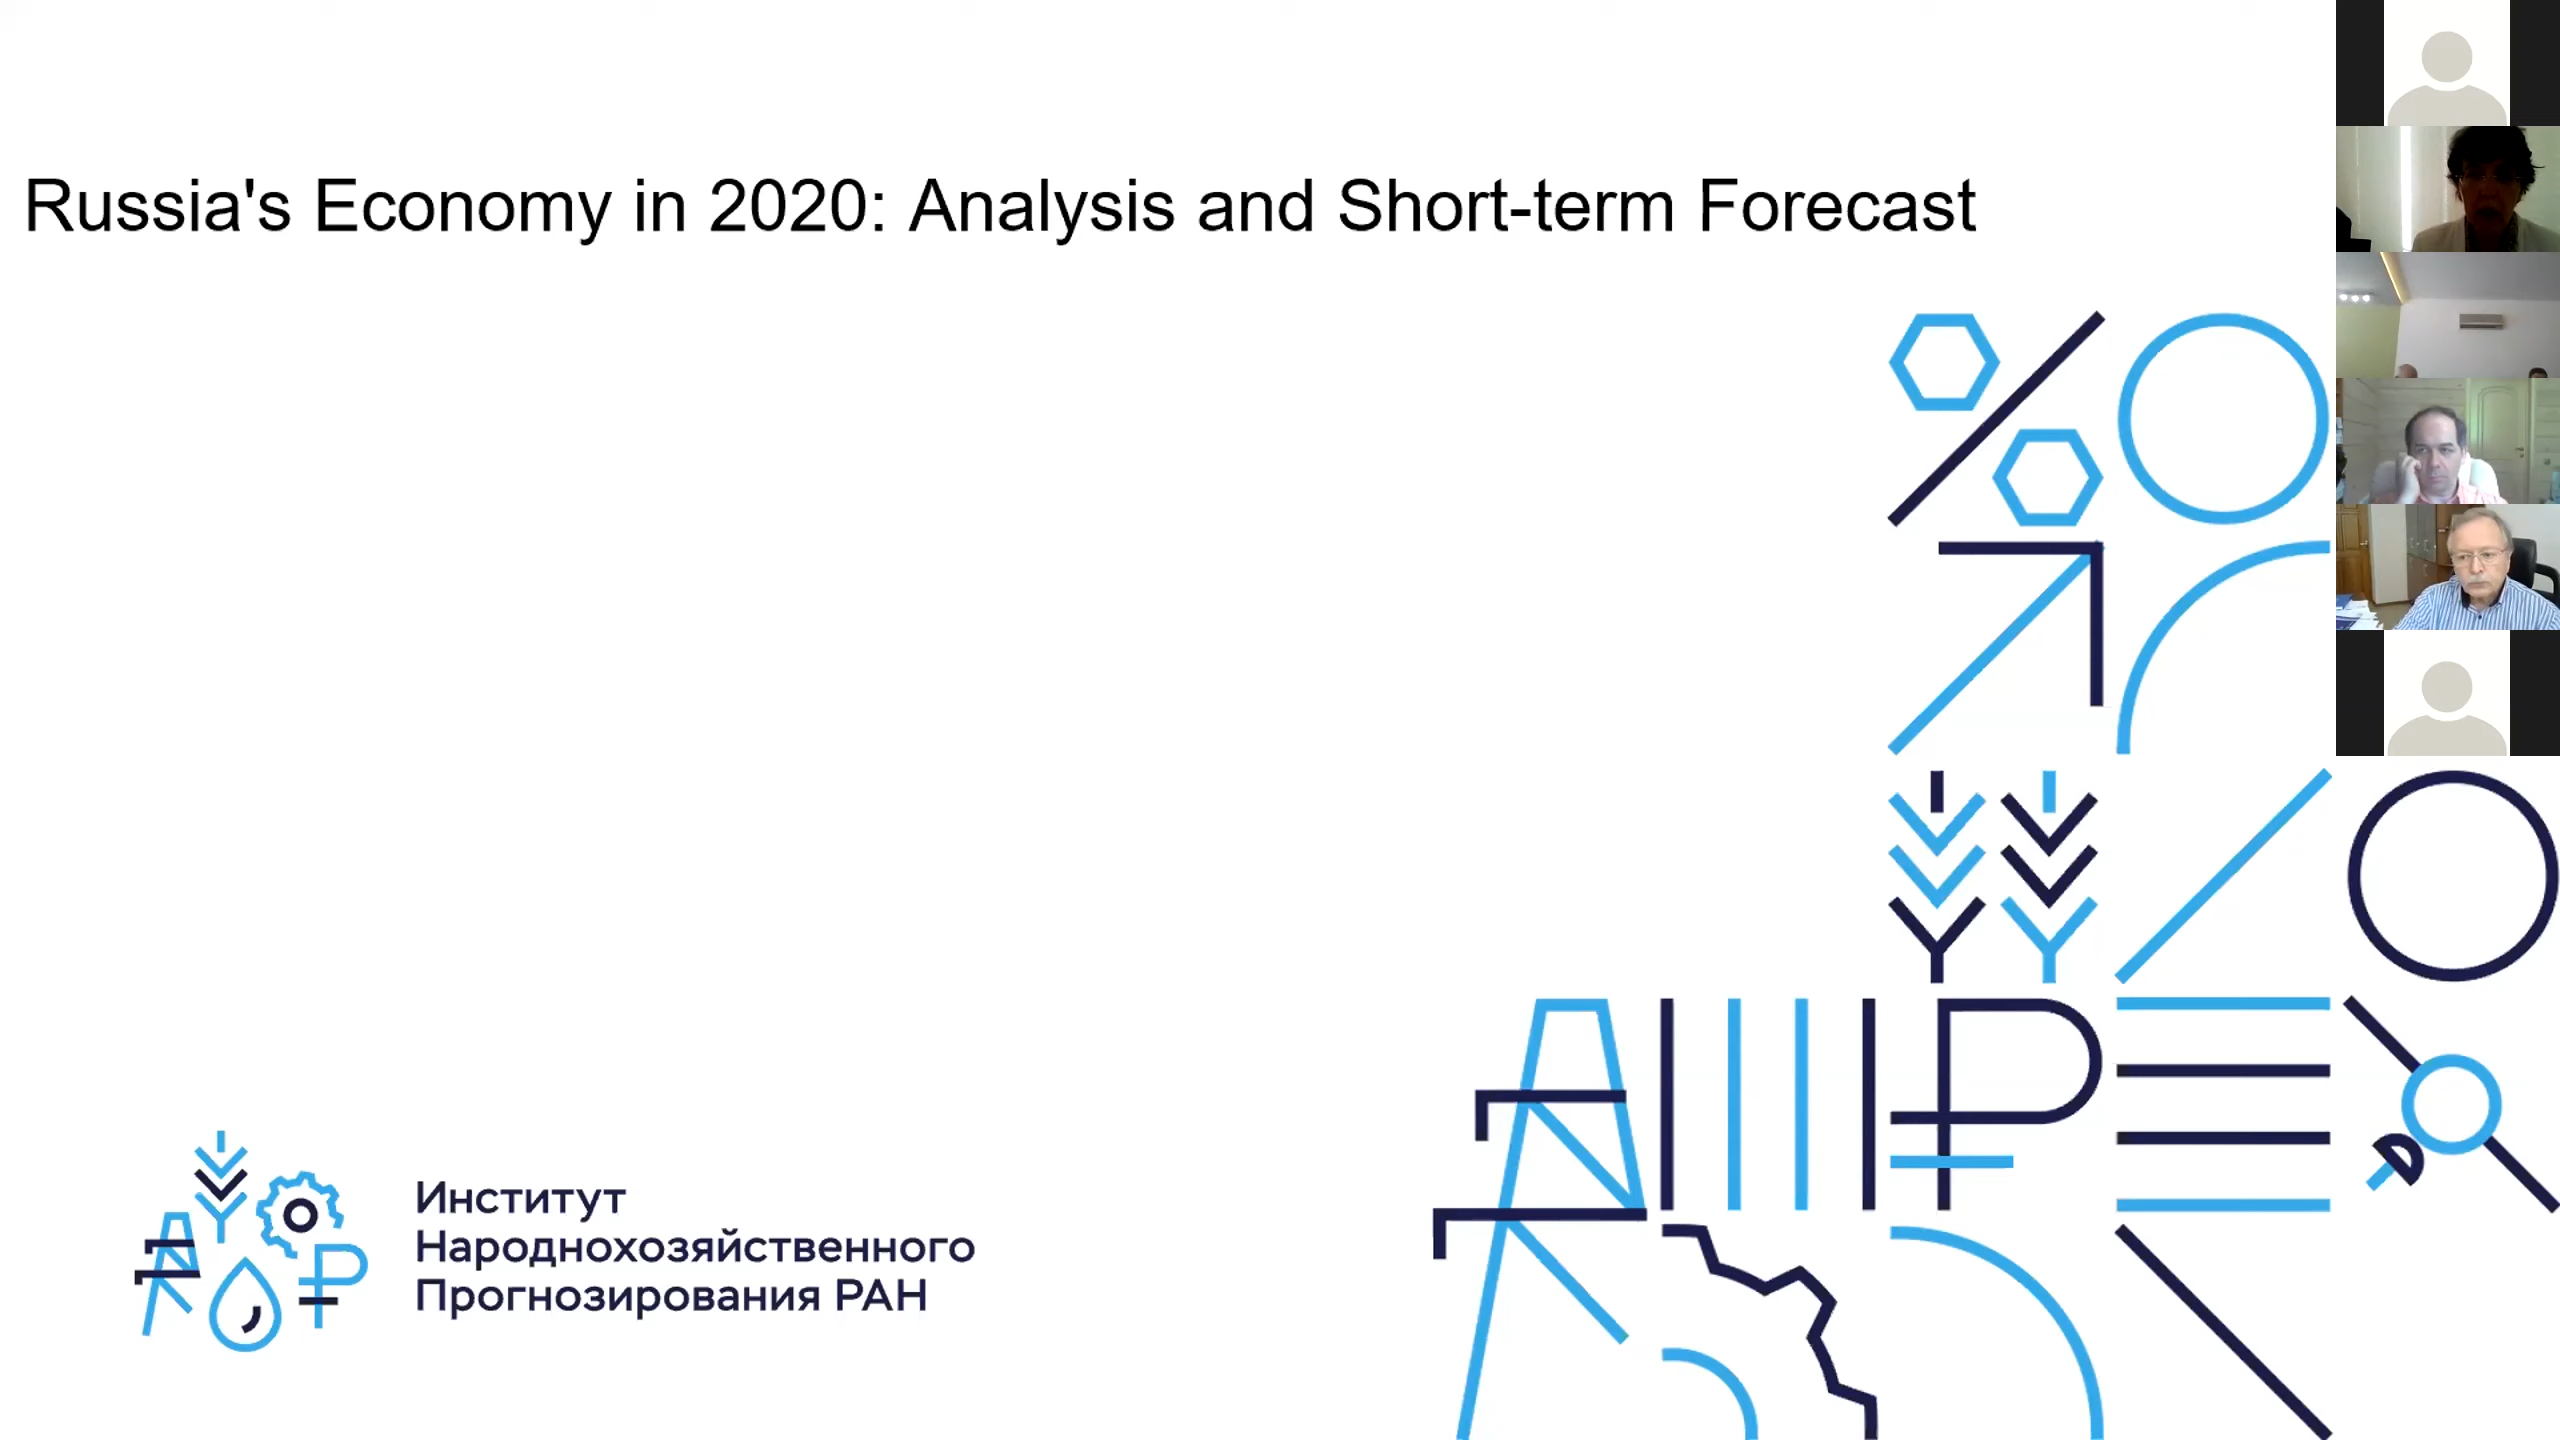 Russia's Economy in 2020: Analysis and Short-term Forecast
Институт
Народнохозяйственного
Прогнозирования РАН